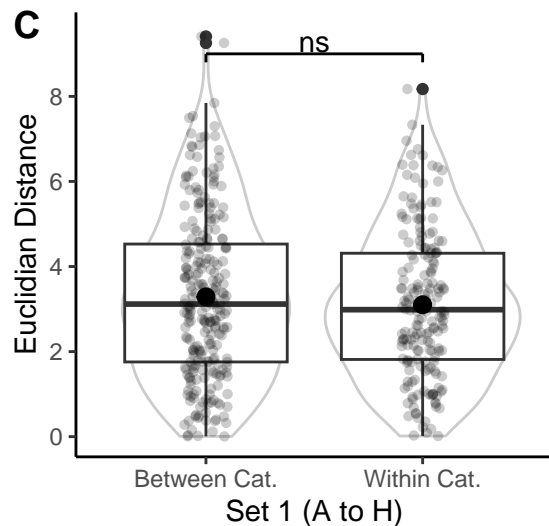 C
ns
Euclidian Distance
8
6
4
2
0
Between Cat.
Within Cat.
Set 1 (A to H)